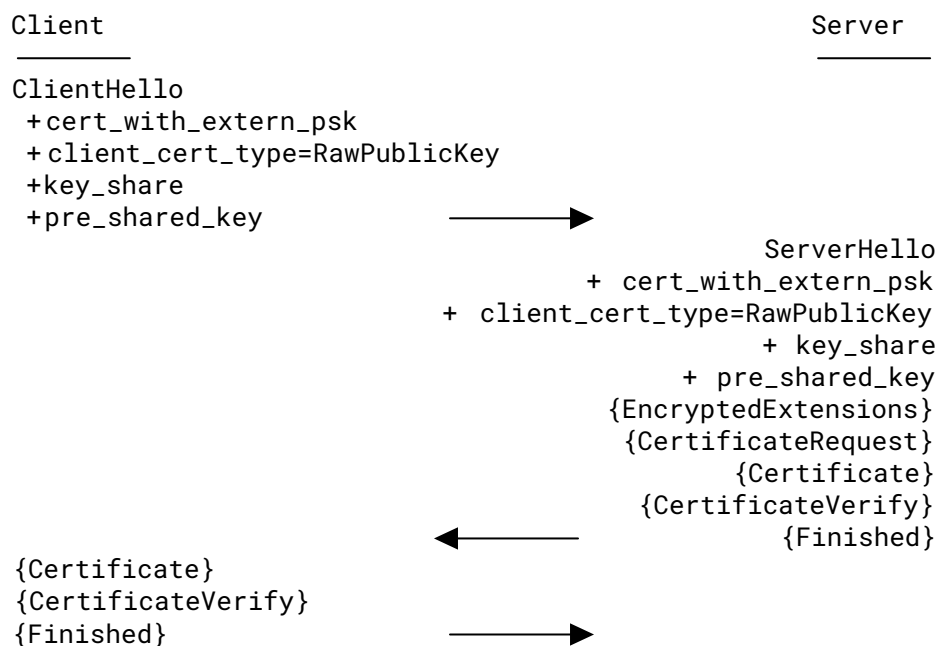 Client Server
ClientHello
+cert_with_extern_psk
+client_cert_type=RawPublicKey
+key_share
+pre_shared_key
ServerHello
+ cert_with_extern_psk
+ client_cert_type=RawPublicKey
+ key_share
+ pre_shared_key
{EncryptedExtensions}
{CertificateRequest}
{Certificate}
{CertificateVerify}
{Finished}
{Certificate}
{CertificateVerify}
{Finished}